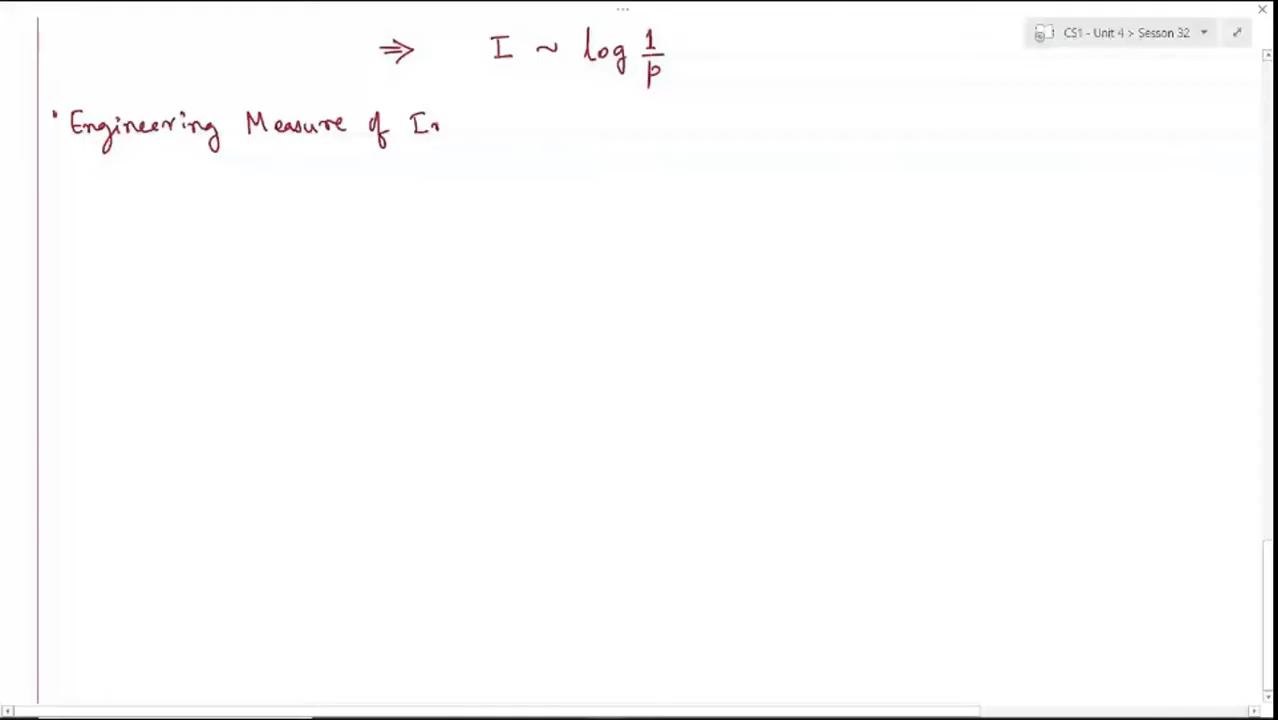 ⇒ I ~ log 1/p
CS1 - Unit 4 > Sesson 32
• Engineering Measure of In